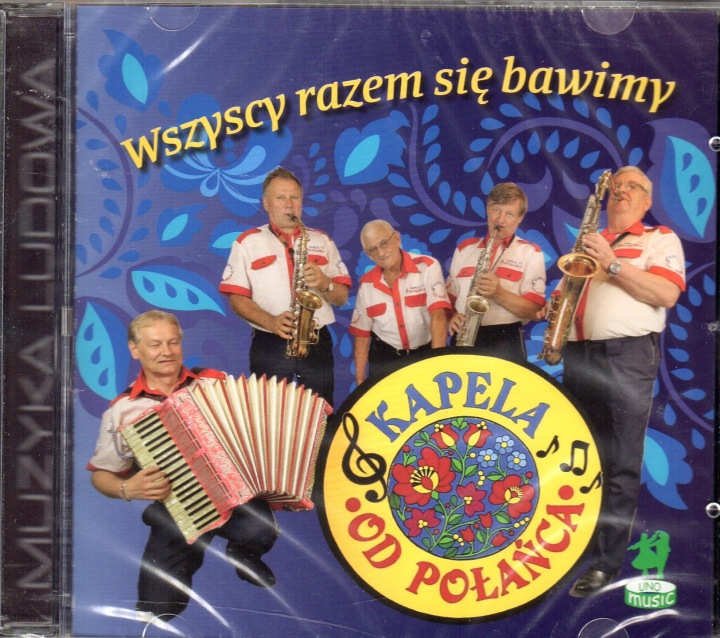 MUZYKA LUDOWA
Wszyscy razem się bawimy
KAPELA
OD POŁAŃCA
UNO
MUSIC